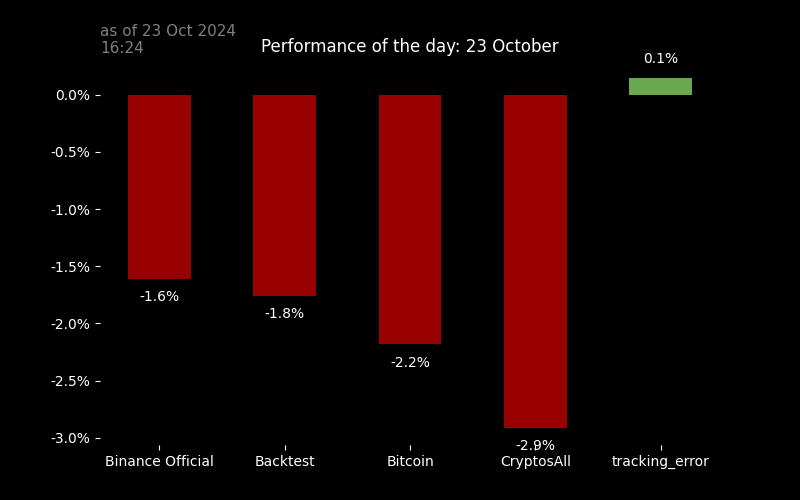 as of 23 Oct 2024
16:24
Performance of the day: 23 October
0.1%
0.0%
-0.5%
-1.0%
-1.5%
-2.0%
-2.5%
-3.0%
-1.6%
-1.8%
-2.2%
-2.9%
Binance Official
Backtest
Bitcoin
CryptosAll
tracking_error